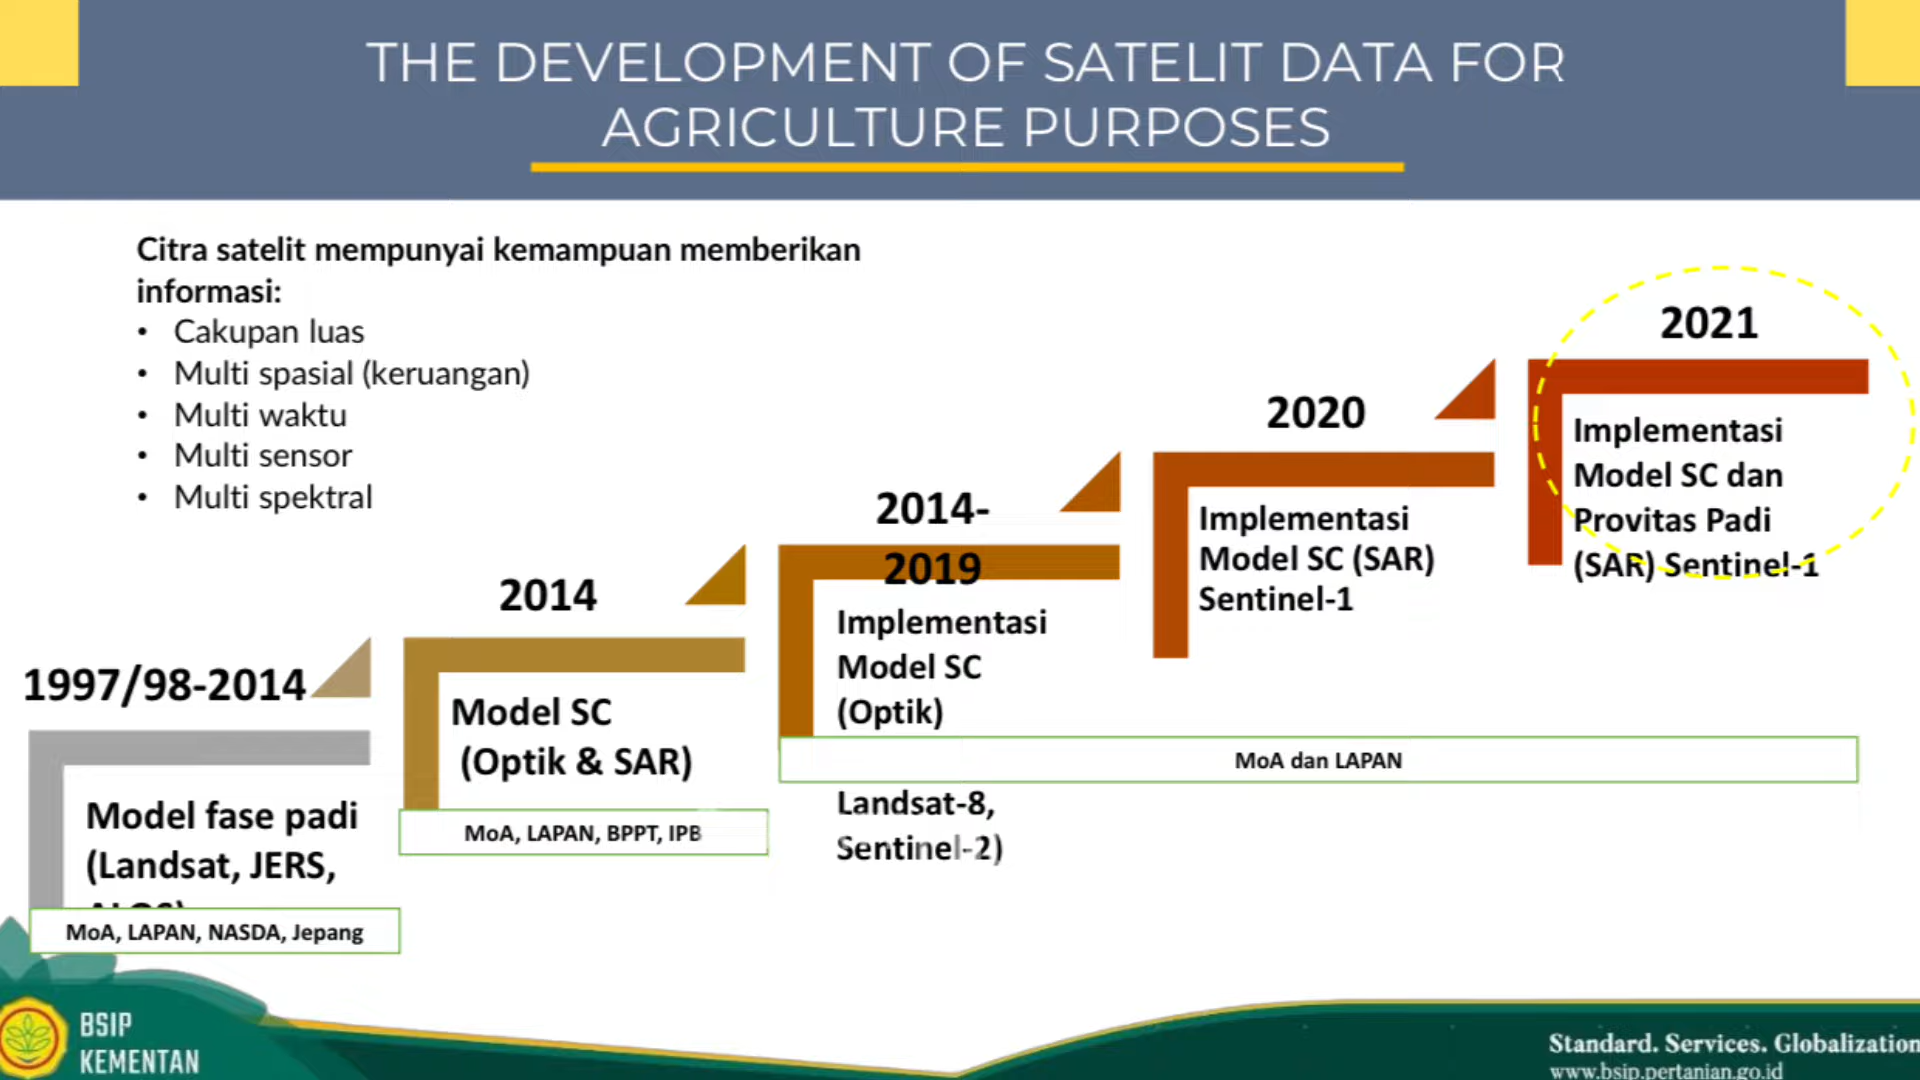 THE DEVELOPMENT OF SATELIT DATA FOR
AGRICULTURE PURPOSES
Citra satelit mempunyai kemampuan memberikan
informasi:
• Cakupan luas
• Multi spasial (keruangan)
• Multi waktu
• Multi sensor
• Multi spektral
1997/98-2014
Model fase padi
(Landsat, JERS,
MoA, LAPAN, NASDA, Jepang
2014
Model SC
(Optik & SAR)
MoA, LAPAN, BPPT, IPB
2014-
2019
Implementasi
Model SC
(Optik)
Landsat-8,
Sentinel-2)
2020
Implementasi
Model SC (SAR)
Sentinel-1
2021
Implementasi
Model SC dan
Provitas Padi
(SAR) Sentinel-1
MoA dan LAPAN
BSIP
KEMENTAN
Standard. Services. Globalization
www.bsip.pertanian.go.id